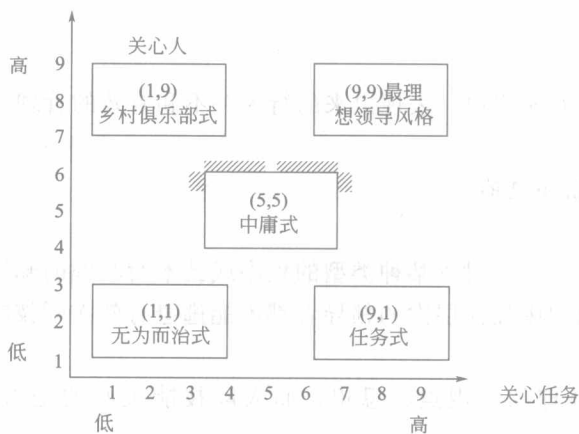 关心人
高
9
8
7
6
5
4
3
2
1
低
(1,9)
乡村俱乐部式
(9,9)最理
想领导风格
(5,5)
中庸式
(1,1)
无为而治式
(9,1)
任务式
1 2 3 4 5 6 7 8 9 关心任务
低 高